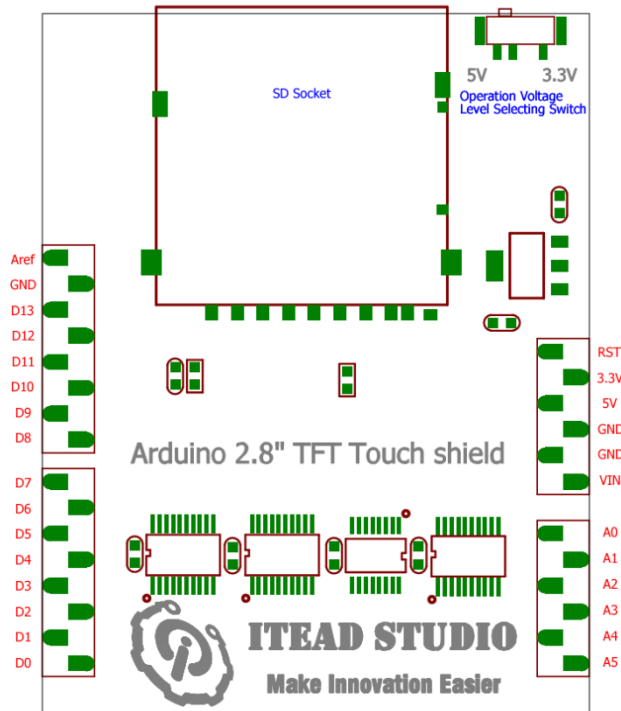 5V 3.3V
Operation Voltage
Level Selecting Switch
SD Socket
Aref
GND
D13
D12
D11
D10
D9
D8
RST
3.3V
5V
GND
GND
VIN
Arduino 2.8" TFT Touch shield
D7
D6
D5
D4
D3
D2
D1
D0
A0
A1
A2
A3
A4
A5
ITEAD STUDIO
Make Innovation Easier